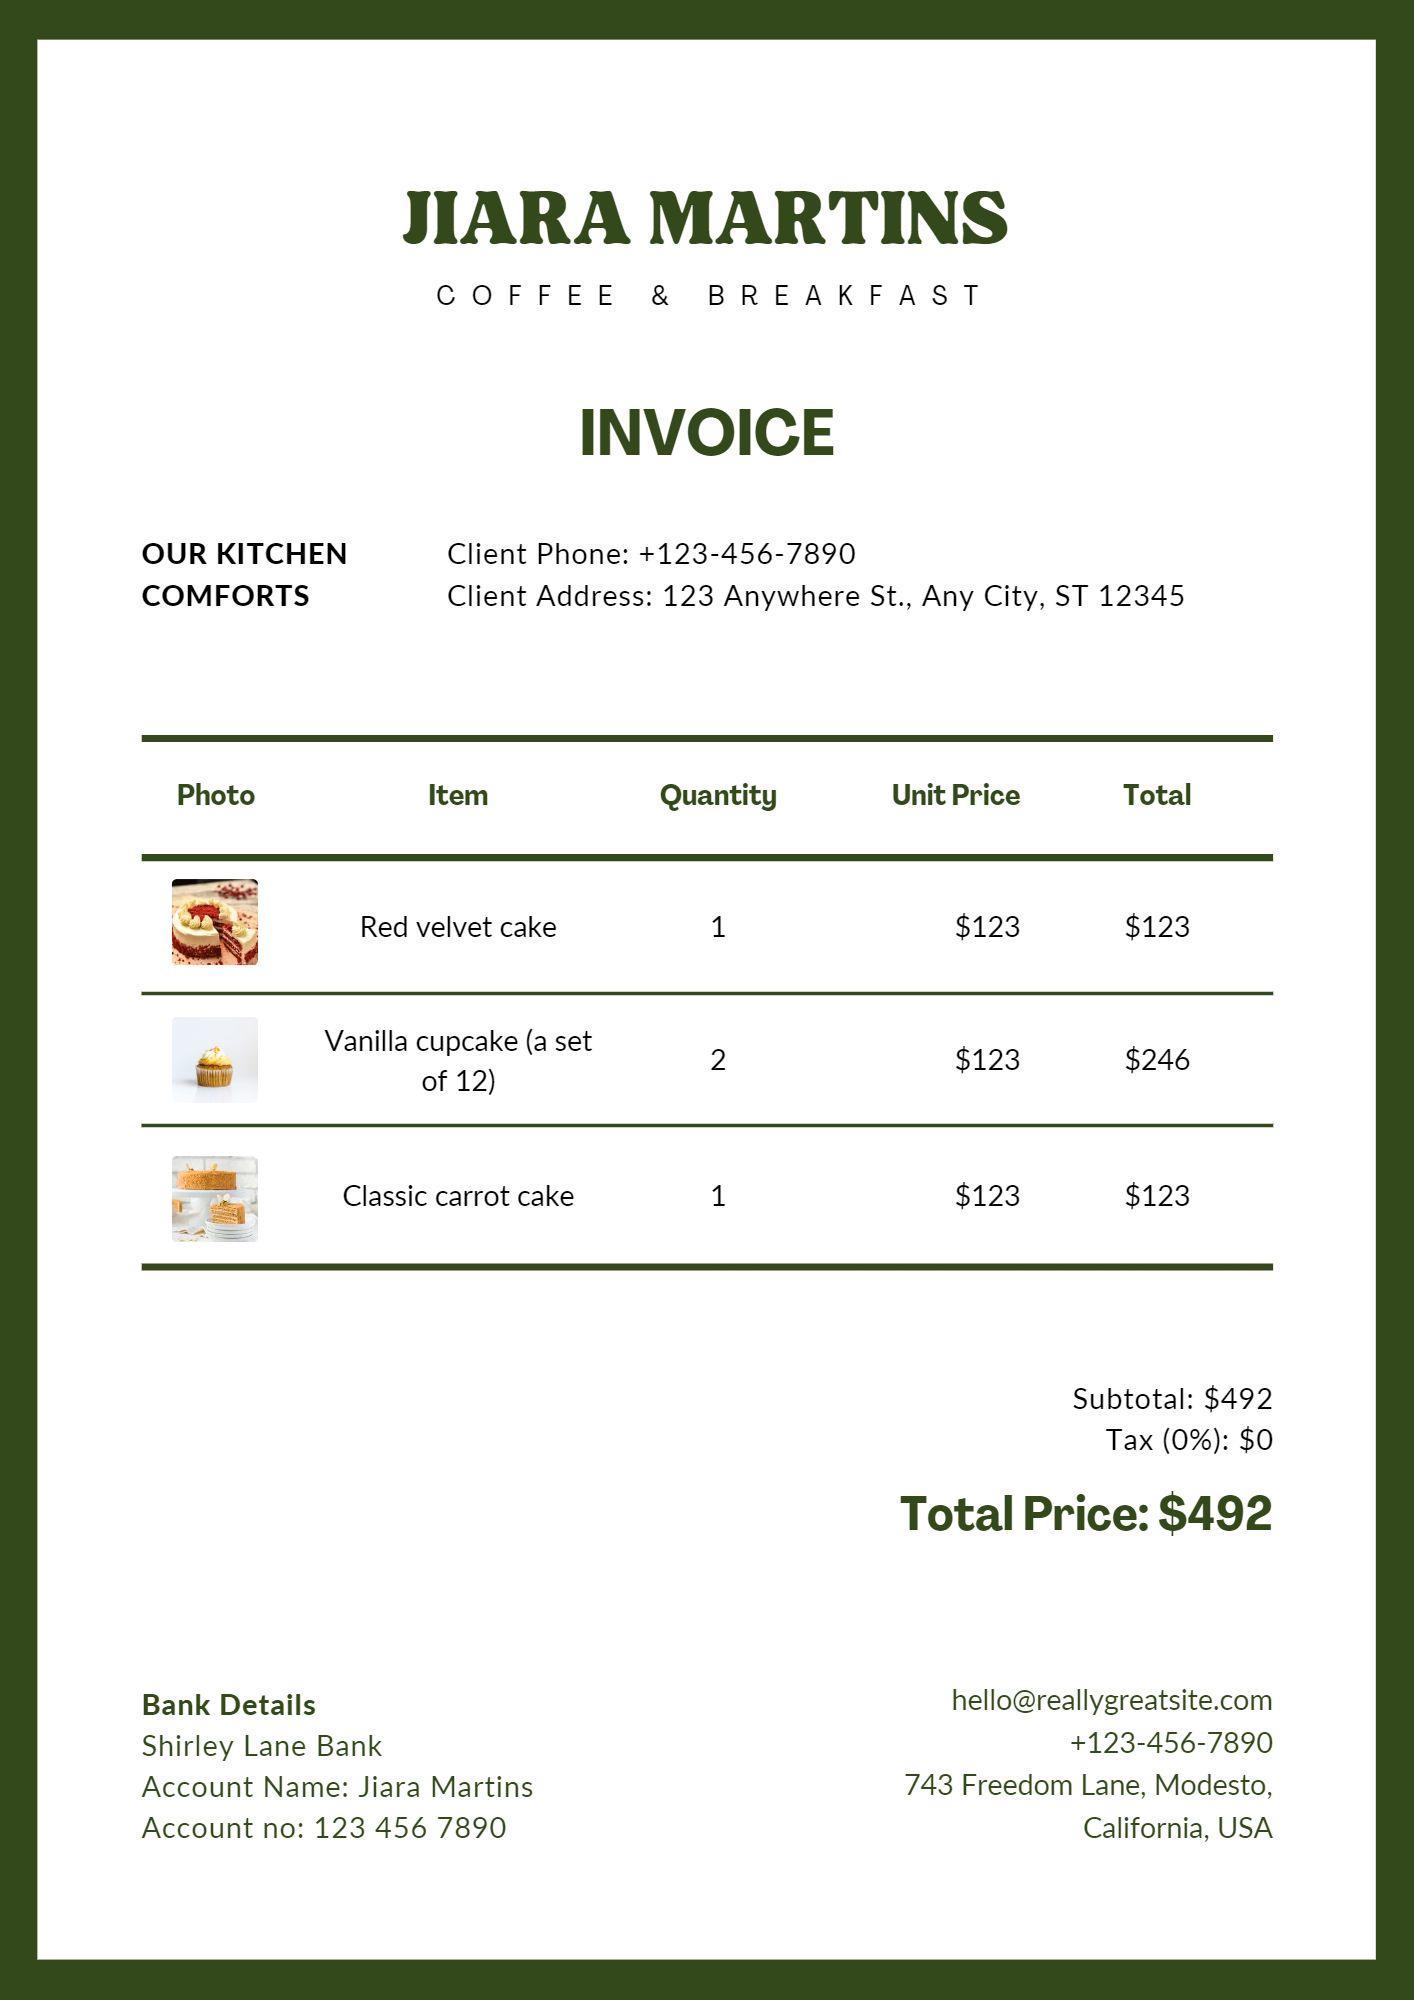 JIARA MARTINS
COFFEE & BREAKFAST
INVOICE
OUR KITCHEN
COMFORTS
Client Phone: +123-456-7890
Client Address: 123 Anywhere St., Any City, ST 12345
Photo Item Quantity Unit Price Total
Red velvet cake 1 $123 $123
Vanilla cupcake (a set
of 12) 2 $123 $246
Classic carrot cake 1 $123 $123
Subtotal: $492
Tax (0%): $0
Total Price: $492
Bank Details
Shirley Lane Bank
Account Name: Jiara Martins
Account no: 123 456 7890
hello@reallygreatsite.com
+123-456-7890
743 Freedom Lane, Modesto,
California, USA